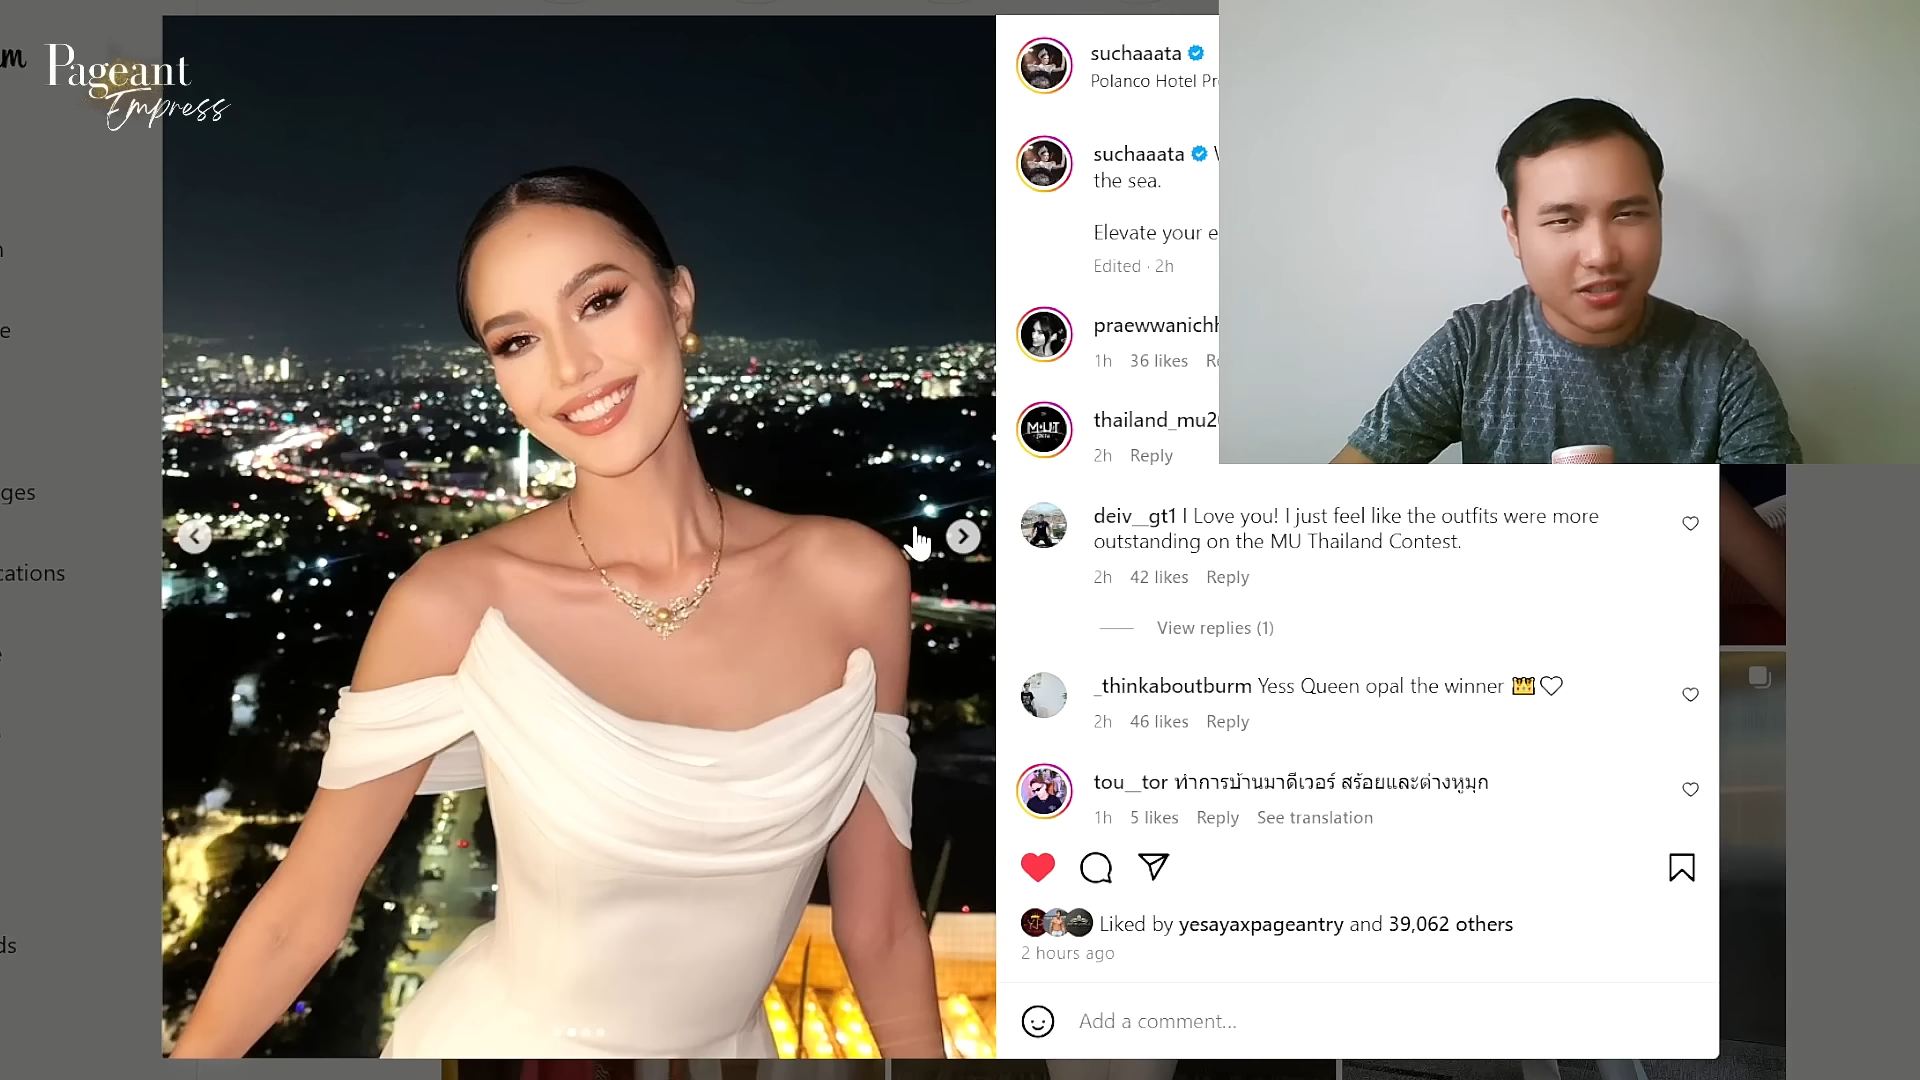 Pageant
Empress
m
ges
cations
ds
suchaaata
Polanco Hotel Pr
suchaaata
the sea.
Elevate your e
Edited · 2h
praewwanichh
1h 36 likes Re
thailand_mu2
M·U·T
2h Reply
deiv__gt1 I Love you! I just feel like the outfits were more
outstanding on the MU Thailand Contest.
2h 42 likes Reply
View replies (1)
_thinkaboutburm Yess Queen opal the winner
2h 46 likes Reply
tou__tor ทำการบ้านมาดีเวอร์ สร้อยและต่างหูมุก
1h 5 likes Reply See translation
Liked by yesayaxpageantry and 39,062 others
2 hours ago
Add a comment...